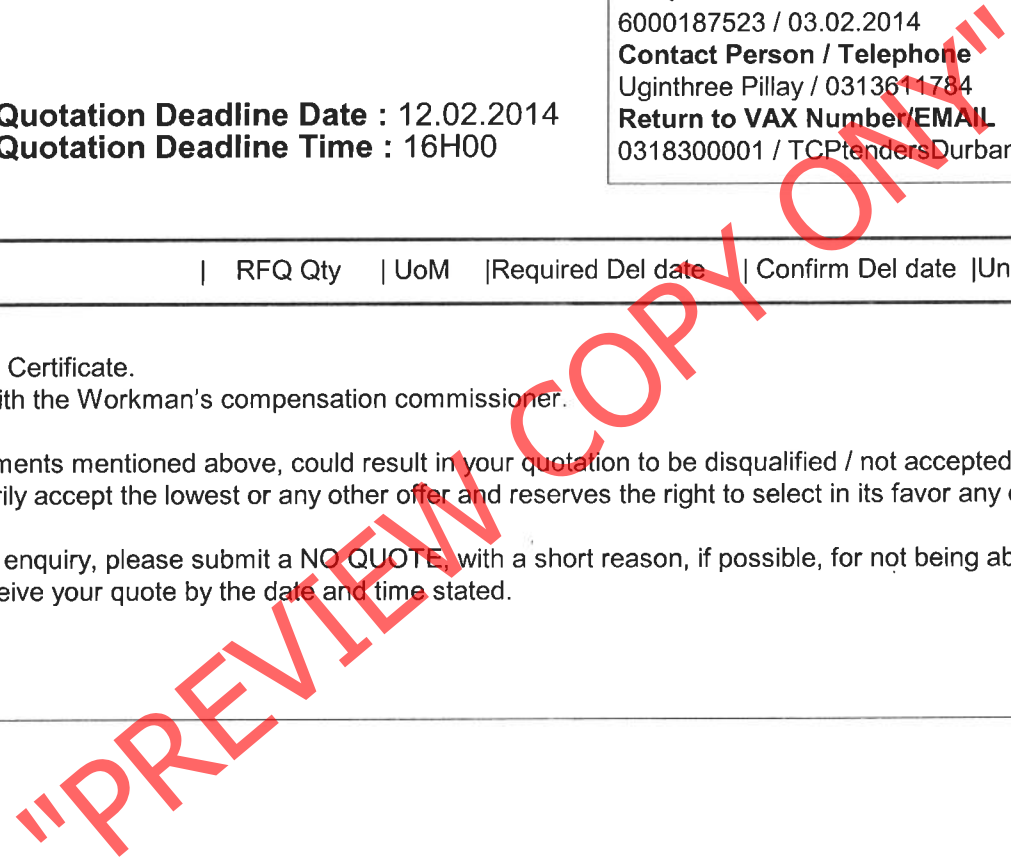 6000187523 / 03.02.2014
Contact Person / Telephone
Uginthree Pillay / 0313611784
Return to VAX Number/EMAIL
0318300001 / TCPtendersDurban
Quotation Deadline Date : 12.02.2014
Quotation Deadline Time : 16H00
| RFQ Qty | UoM |Required Del date | Confirm Del date |Un
Certificate.
ith the Workman's compensation commissioner.
ments mentioned above, could result in your quotation to be disqualified / not accepted
rily accept the lowest or any other offer and reserves the right to select in its favor any
enquiry, please submit a NO QUOTE, with a short reason, if possible, for not being ab
eive your quote by the date and time stated.
"PREVIEW COPY ONY"